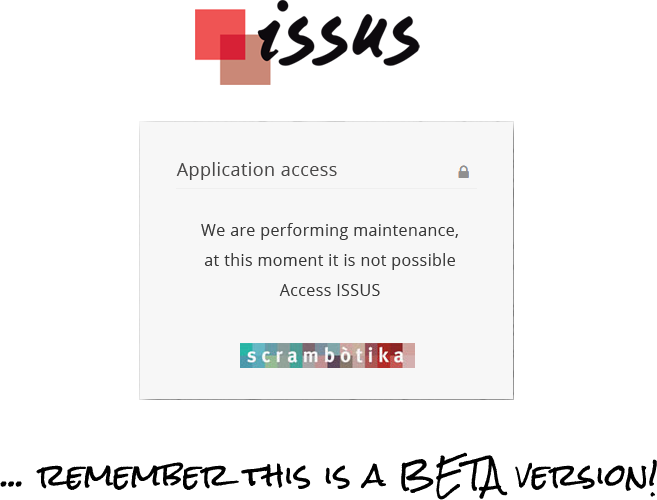 issus
Application access
We are performing maintenance,
at this moment it is not possible
Access ISSUS
scrambòtika
... REMEMBER THIS IS A BETA VERSION!